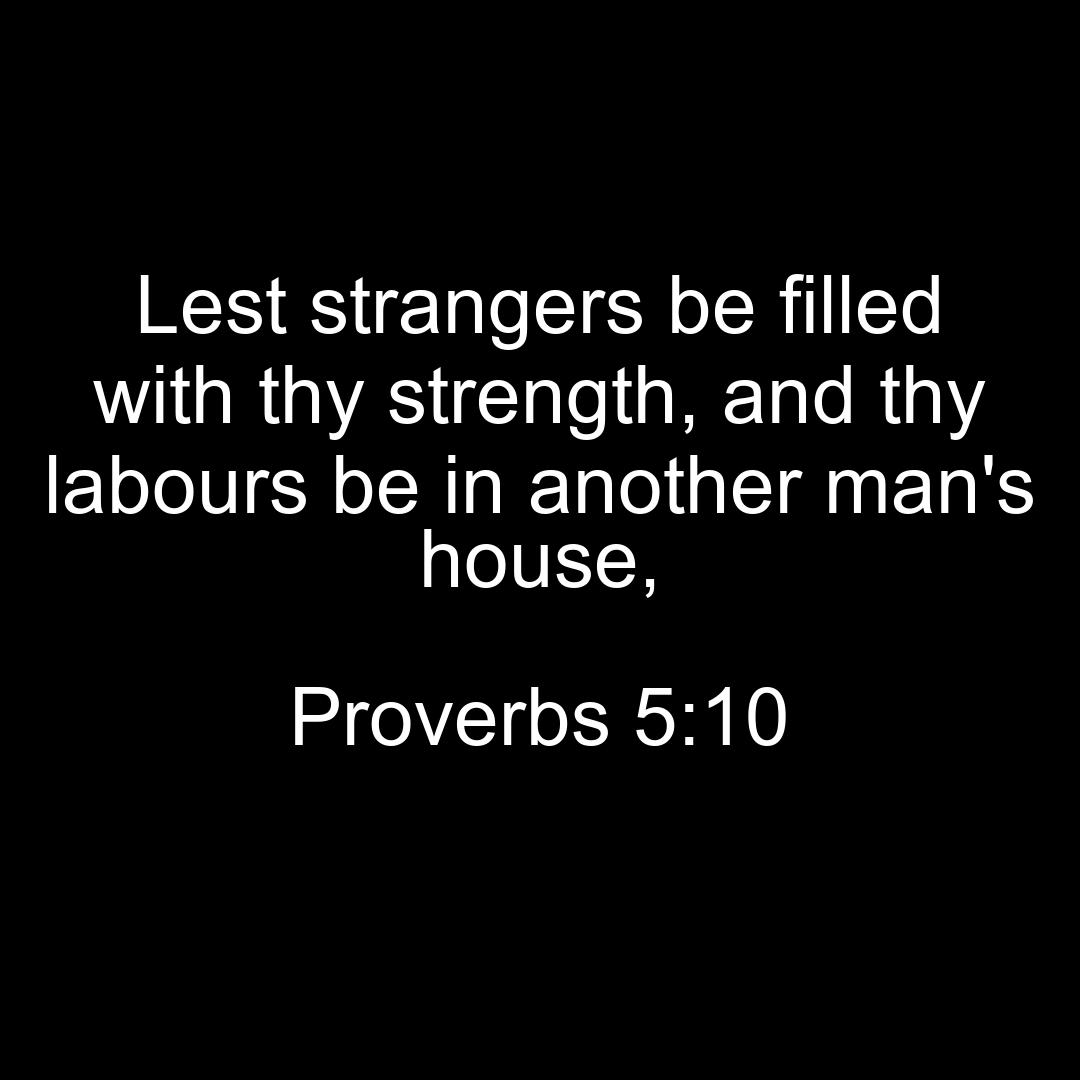 Lest strangers be filled
with thy strength, and thy
labours be in another man's
house,
Proverbs 5:10